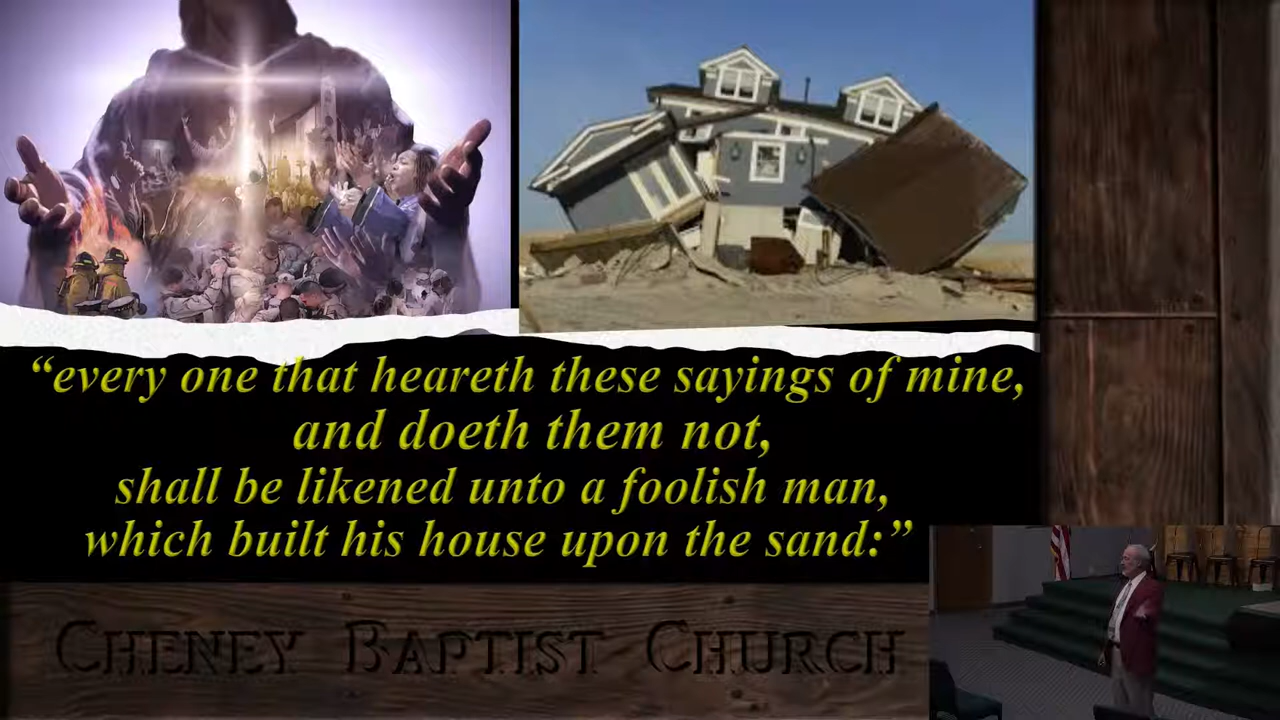 “every one that heareth these sayings of mine,
and doeth them not,
shall be likened unto a foolish man,
which built his house upon the sand:”
CHENEY BAPTIST CHURCH